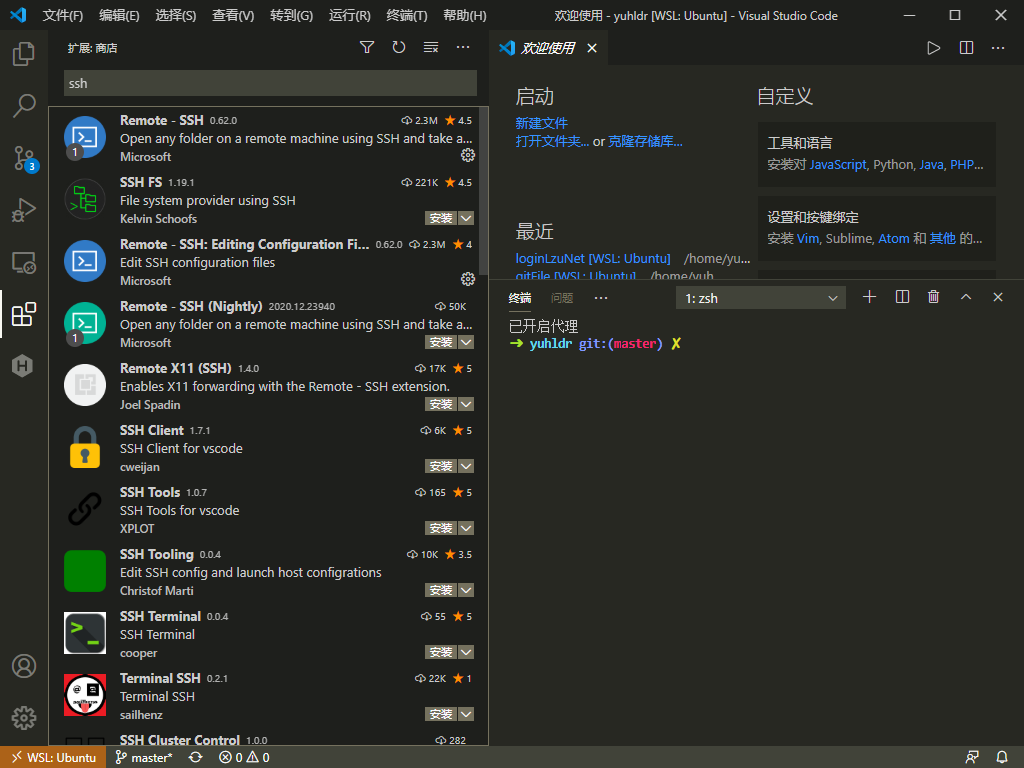 文件(F) 编辑(E) 选择(S) 查看(V) 转到(G) 运行(R) 终端(T) 帮助(H) 欢迎使用 - yuhldr [WSL: Ubuntu] - Visual Studio Code
扩展: 商店
ssh
Remote - SSH 0.62.0 2.3M 4.5
Open any folder on a remote machine using SSH and take a...
1
Microsoft
SSH FS 1.19.1 221K 4.5
File system provider using SSH
Kelvin Schoofs 安装
Remote - SSH: Editing Configuration Fi... 0.62.0 2.3M 4
Edit SSH configuration files
Microsoft
Remote - SSH (Nightly) 2020.12.23940 50K
Open any folder on a remote machine using SSH and take a...
1
Microsoft 安装
Remote X11 (SSH) 1.4.0 17K 5
Enables X11 forwarding with the Remote - SSH extension.
Joel Spadin 安装
SSH Client 1.7.1 6K 5
SSH Client for vscode
cweijan 安装
SSH Tools 1.0.7 165 5
SSH Tools for vscode
XPLOT 安装
SSH Tooling 0.0.4 10K 3.5
Edit SSH config and launch host configrations
Christof Marti 安装
SSH Terminal 0.0.4 55 5
SSH Terminal
cooper 安装
Terminal SSH 0.2.1 22K 1
Terminal SSH
sailhenz
sailhenz 安装
SSH Cluster Control 1.0.0 282
3
欢迎使用
启动
新建文件
打开文件夹... or 克隆存储库...
最近
loginLzuNet [WSL: Ubuntu] /home/yu...
gitFile [WSL: Ubuntu] /home/yuh...
自定义
工具和语言
安装对 JavaScript, Python, Java, PHP...
设置和按键绑定
安装 Vim, Sublime, Atom 和 其他 的...
终端 问题 ··· 1: zsh
已开启代理
➜ yuhldr git:(master) ✗
WSL: Ubuntu master* 0 0